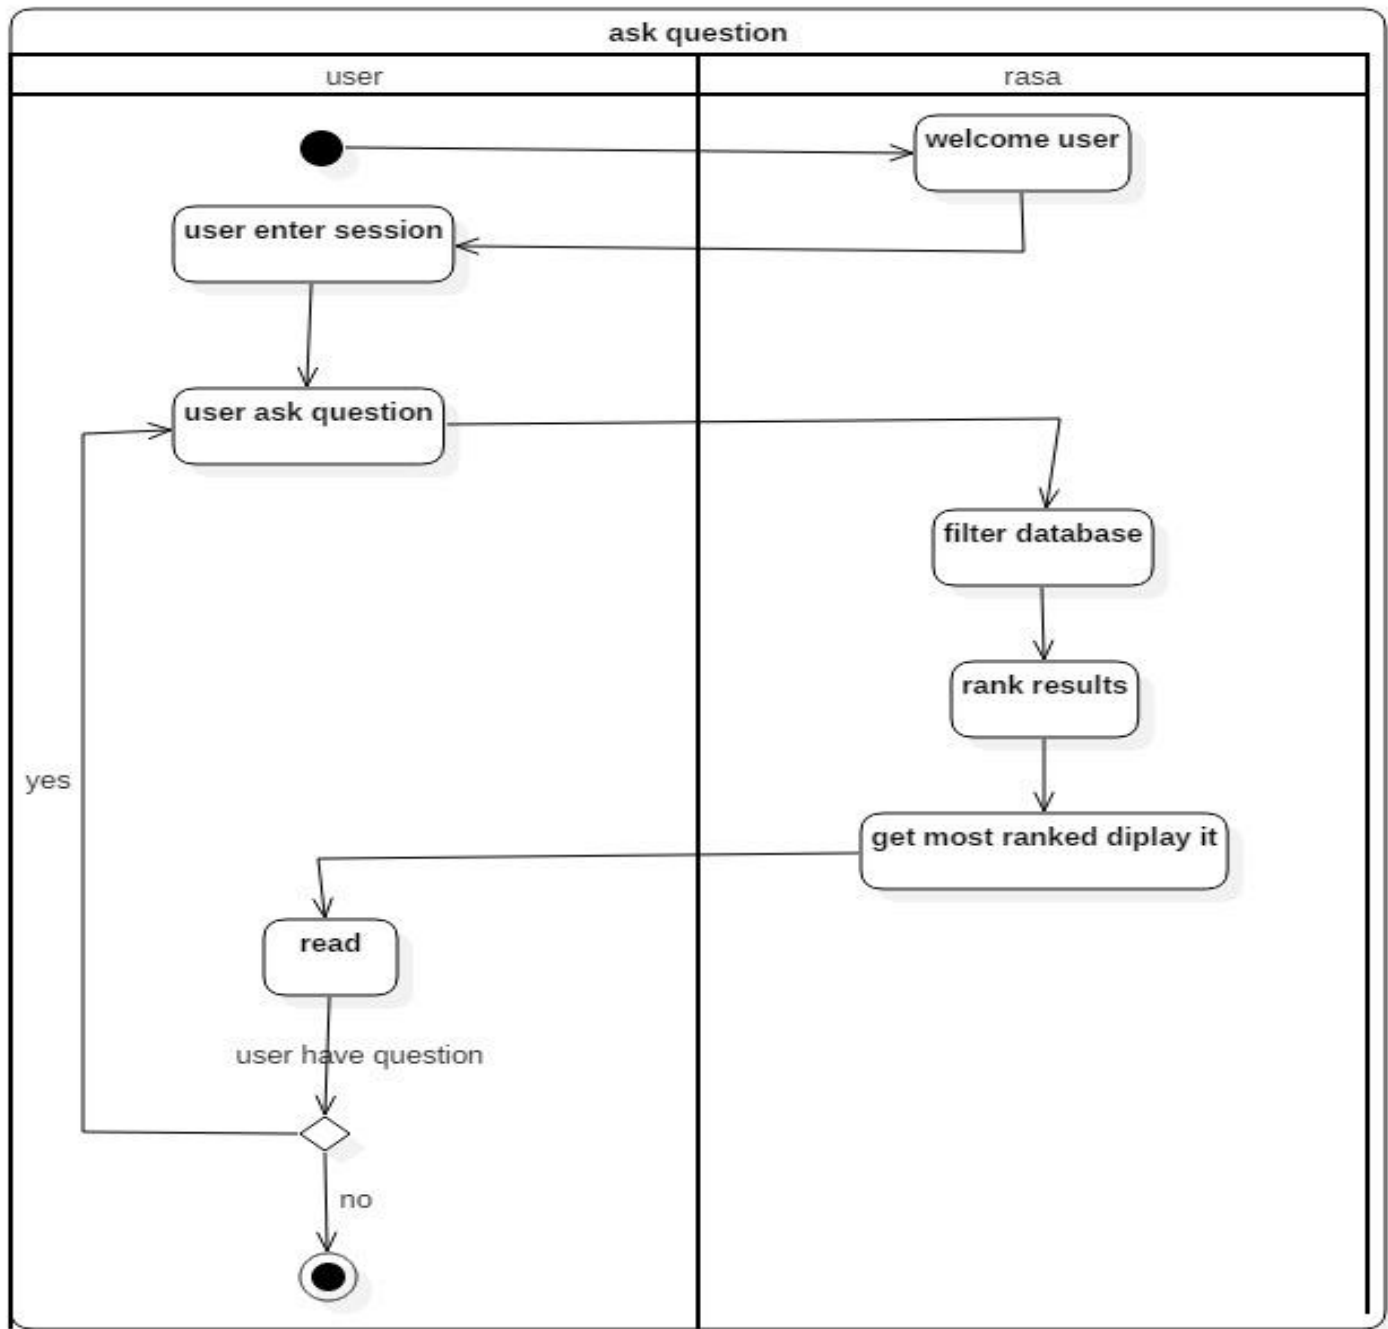 ask question
user
rasa
welcome user
user enter session
user ask question
filter database
rank results
yes
get most ranked diplay it
read
user have question
no